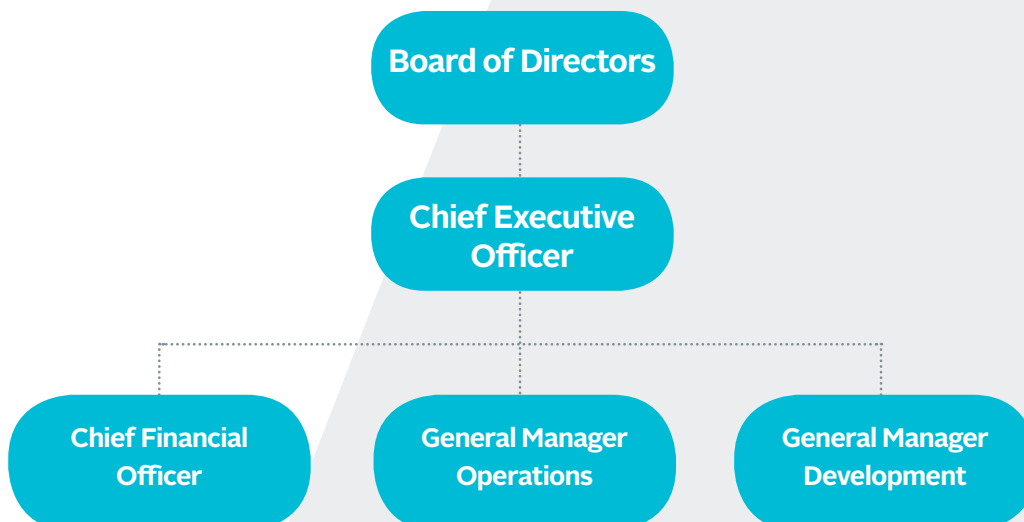 Board of Directors
Chief Executive
Officer
Chief Financial
Officer
General Manager
Operations
General Manager
Development